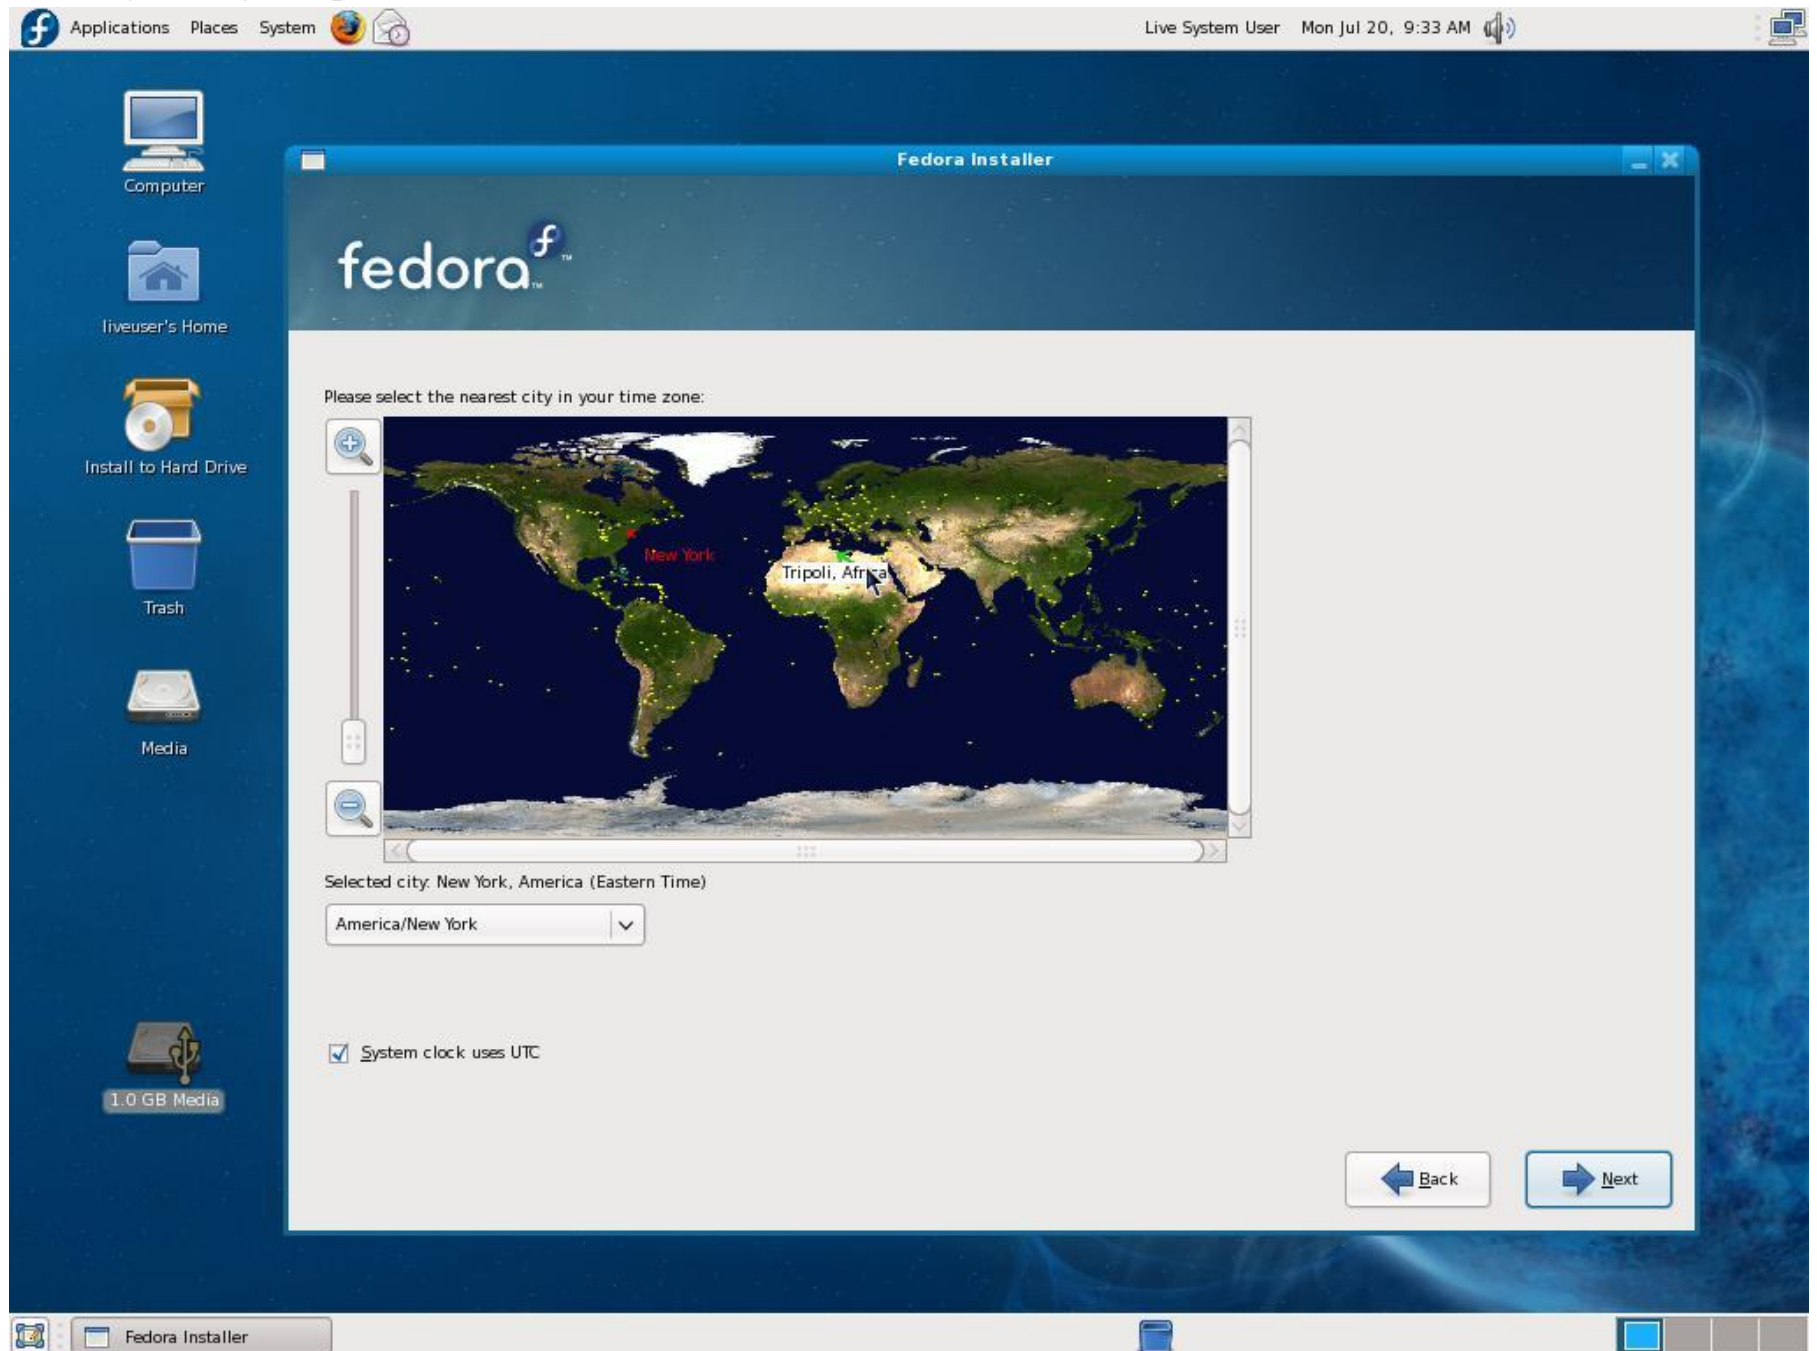 Applications Places System
Live System User Mon Jul 20, 9:33 AM
Computer
liveuser's Home
Install to Hard Drive
Trash
Media
1.0 GB Media
Fedora Installer
fedora™
Please select the nearest city in your time zone:
New York
Tripoli, Africa
Selected city: New York, America (Eastern Time)
America/New York
System clock uses UTC
Back
Next
Fedora Installer